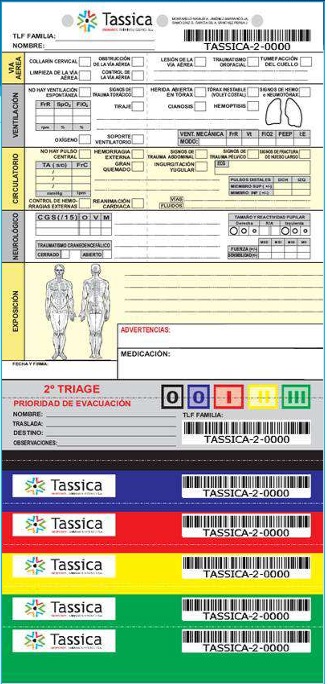 Tassica
TLF FAMILIA:
NOMBRE:
TASSICA-2-0000
VIA AEREA
COLLARIN CERVICAL
OBSTRUCCIÓN DE LA VÍA AÉREA
LESIÓN DE LA VÍA AÉREA
TRAUMATISMO OROFACIAL
TUMEFACCIÓN DEL CUELLO
LIMPIEZA DE LA VÍA AÉREA
CONTROL DE LA VÍA AÉREA
VENTILACIÓN
NO HAY VENTILACIÓN ESPONTÁNEA
SIGNOS DE TRAUMA TORÁCICO
HERIDA ABIERTA EN TÓRAX
TÓRAX INESTABLE (VOLET COSTAL)
SIGNOS DE HEMO O NEUMOTÓRAX
FrR SpO₂ FiO₂
TIRAJE
CIANOSIS
HEMOPTISIS
rpm % %
OXÍGENO
SOPORTE VENTILATORIO
VENT. MECÁNICA
FrR Vt FiO2 PEEP I:E
MODO:
CIRCULATORIO
NO HAY PULSO CENTRAL
HEMORRAGIA EXTERNA
SIGNOS DE TRAUMA ABDOMINAL
SIGNOS DE TRAUMA PÉLVICO
SIGNOS DE FRACTURA DE HUESO LARGO
TA (S/D) FrC
GRAN QUEMADO
INGURGITACIÓN YUGULAR
ECG
PULSOS DISTALES DCH IZQ
MIEMBRO SUP (+/-)
MIEMBRO INF (+/-)
mmHg lpm
CONTROL DE HEMORRAGIAS EXTERNAS
REANIMACIÓN CARDIACA
VIAS
FLUIDOS
NEUROLÓGICO
CGS(/15) O V M
TAMAÑO Y REACTIVIDAD PUPILAR
Derecha R/A Izquierda
TRAUMATISMO CRANEOENCEFÁLICO
CERRADO
ABIERTO
FUERZA (+/-)
SENSIBILIDAD (+/-)
EXPOSICIÓN
ADVERTENCIAS:
MEDICACIÓN:
FECHA Y FIRMA:
2º TRIAGE
PRIORIDAD DE EVACUACIÓN
0 0 I II III
NOMBRE:
TLF FAMILIA:
TRASLADA:
DESTINO:
OBSERVACIONES:
TASSICA-2-0000
Tassica
TASSICA-2-0000
Tassica
TASSICA-2-0000
Tassica
TASSICA-2-0000
Tassica
TASSICA-2-0000
Tassica
TASSICA-2-0000